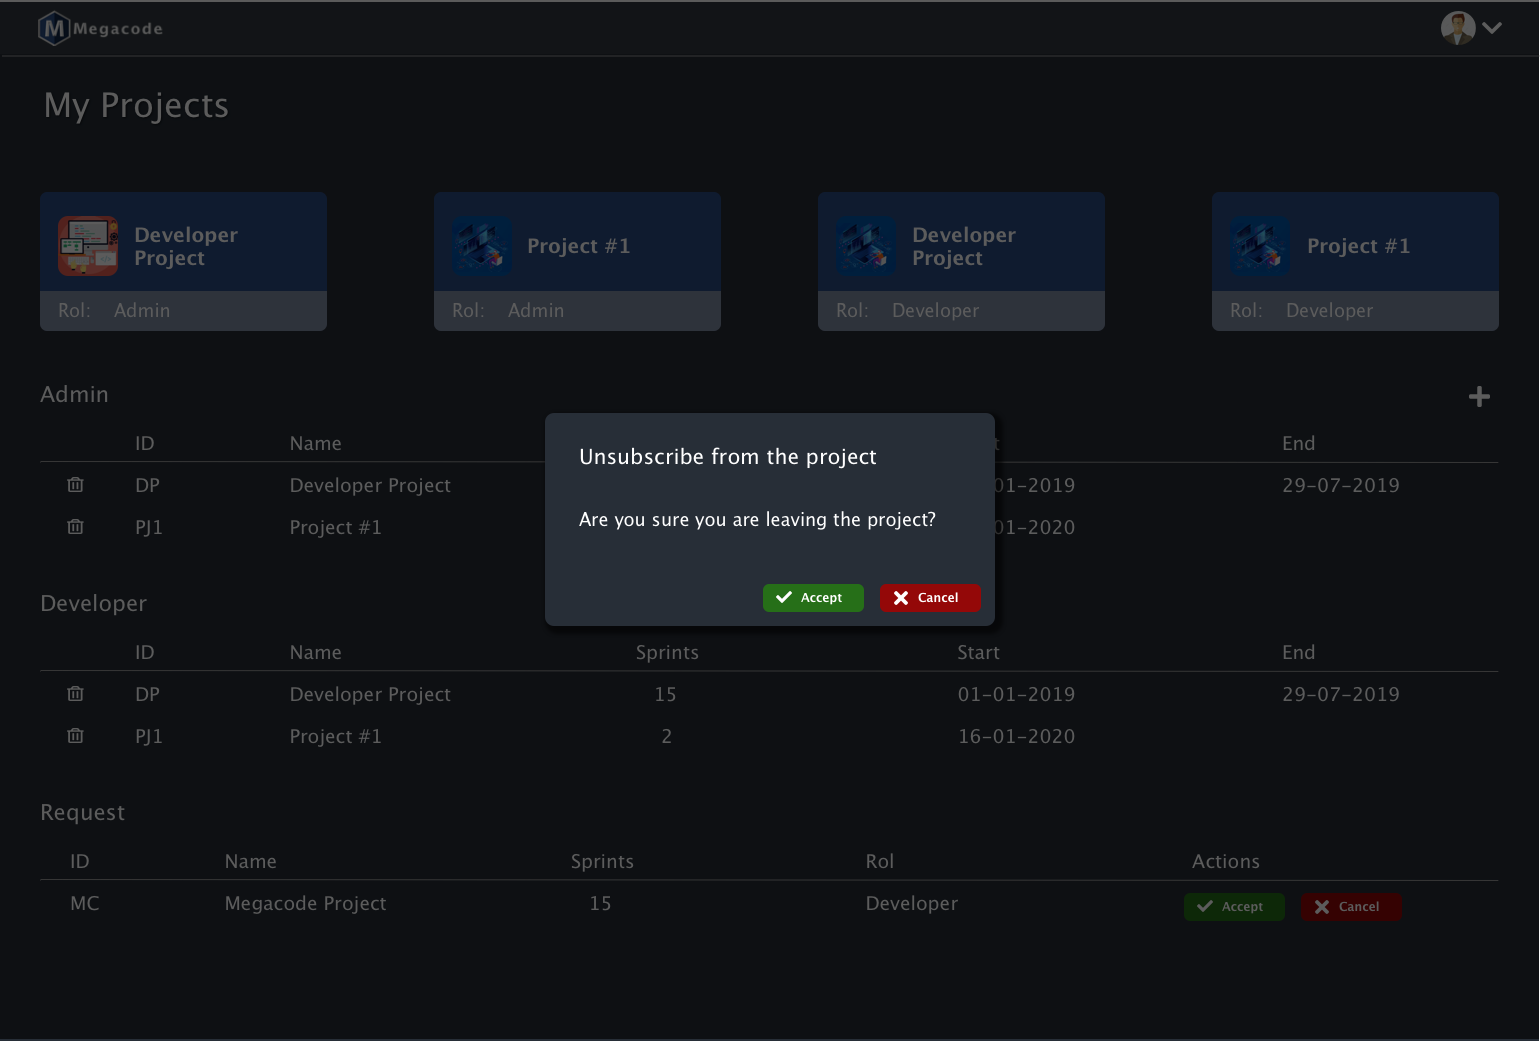 Megacode
My Projects
Developer
Project
Rol: Admin
Project #1
Rol: Admin
Developer
Project
Rol: Developer
Project #1
Rol: Developer
Admin
ID Name End
DP Developer Project 01-2019 29-07-2019
PJ1 Project #1 01-2020
Unsubscribe from the project
Are you sure you are leaving the project?
Accept Cancel
Developer
ID Name Sprints Start End
DP Developer Project 15 01-01-2019 29-07-2019
PJ1 Project #1 2 16-01-2020
Request
ID Name Sprints Rol Actions
MC Megacode Project 15 Developer Accept Cancel